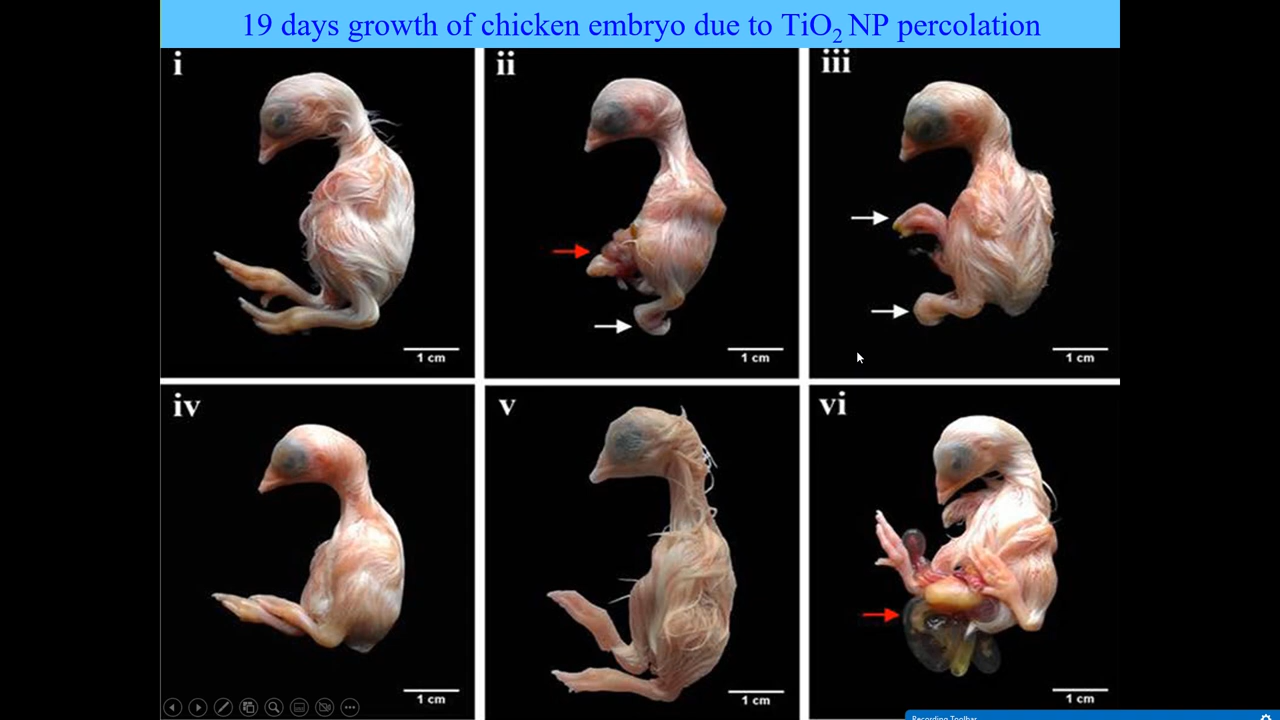 19 days growth of chicken embryo due to TiO₂ NP percolation
i
ii
iii
1 cm
1 cm
1 cm
iv
v
vi
1 cm
1 cm
1 cm
Recording Toolbar